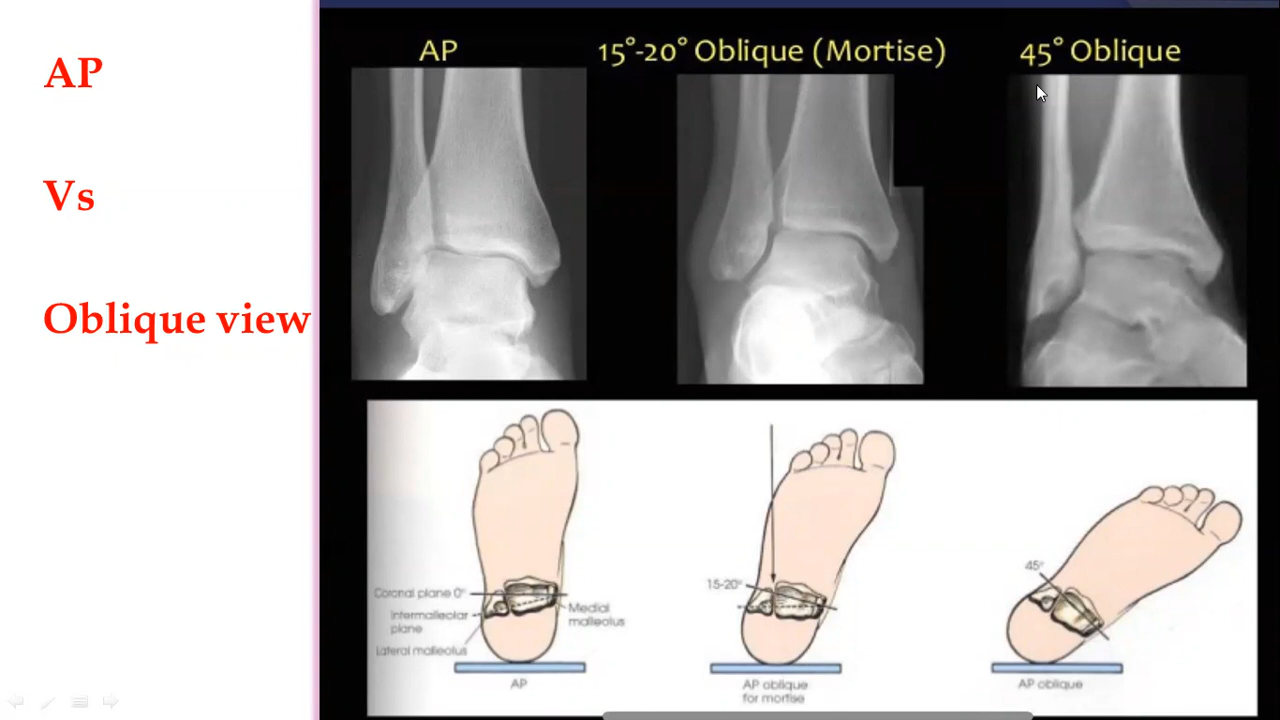 AP
Vs
Oblique view
AP
15°-20° Oblique (Mortise)
45° Oblique
Coronal plane 0°
Intermalleolar
plane
Lateral malleolus
Medial
malleolus
AP
15-20°
AP oblique
for mortise
45°
AP oblique